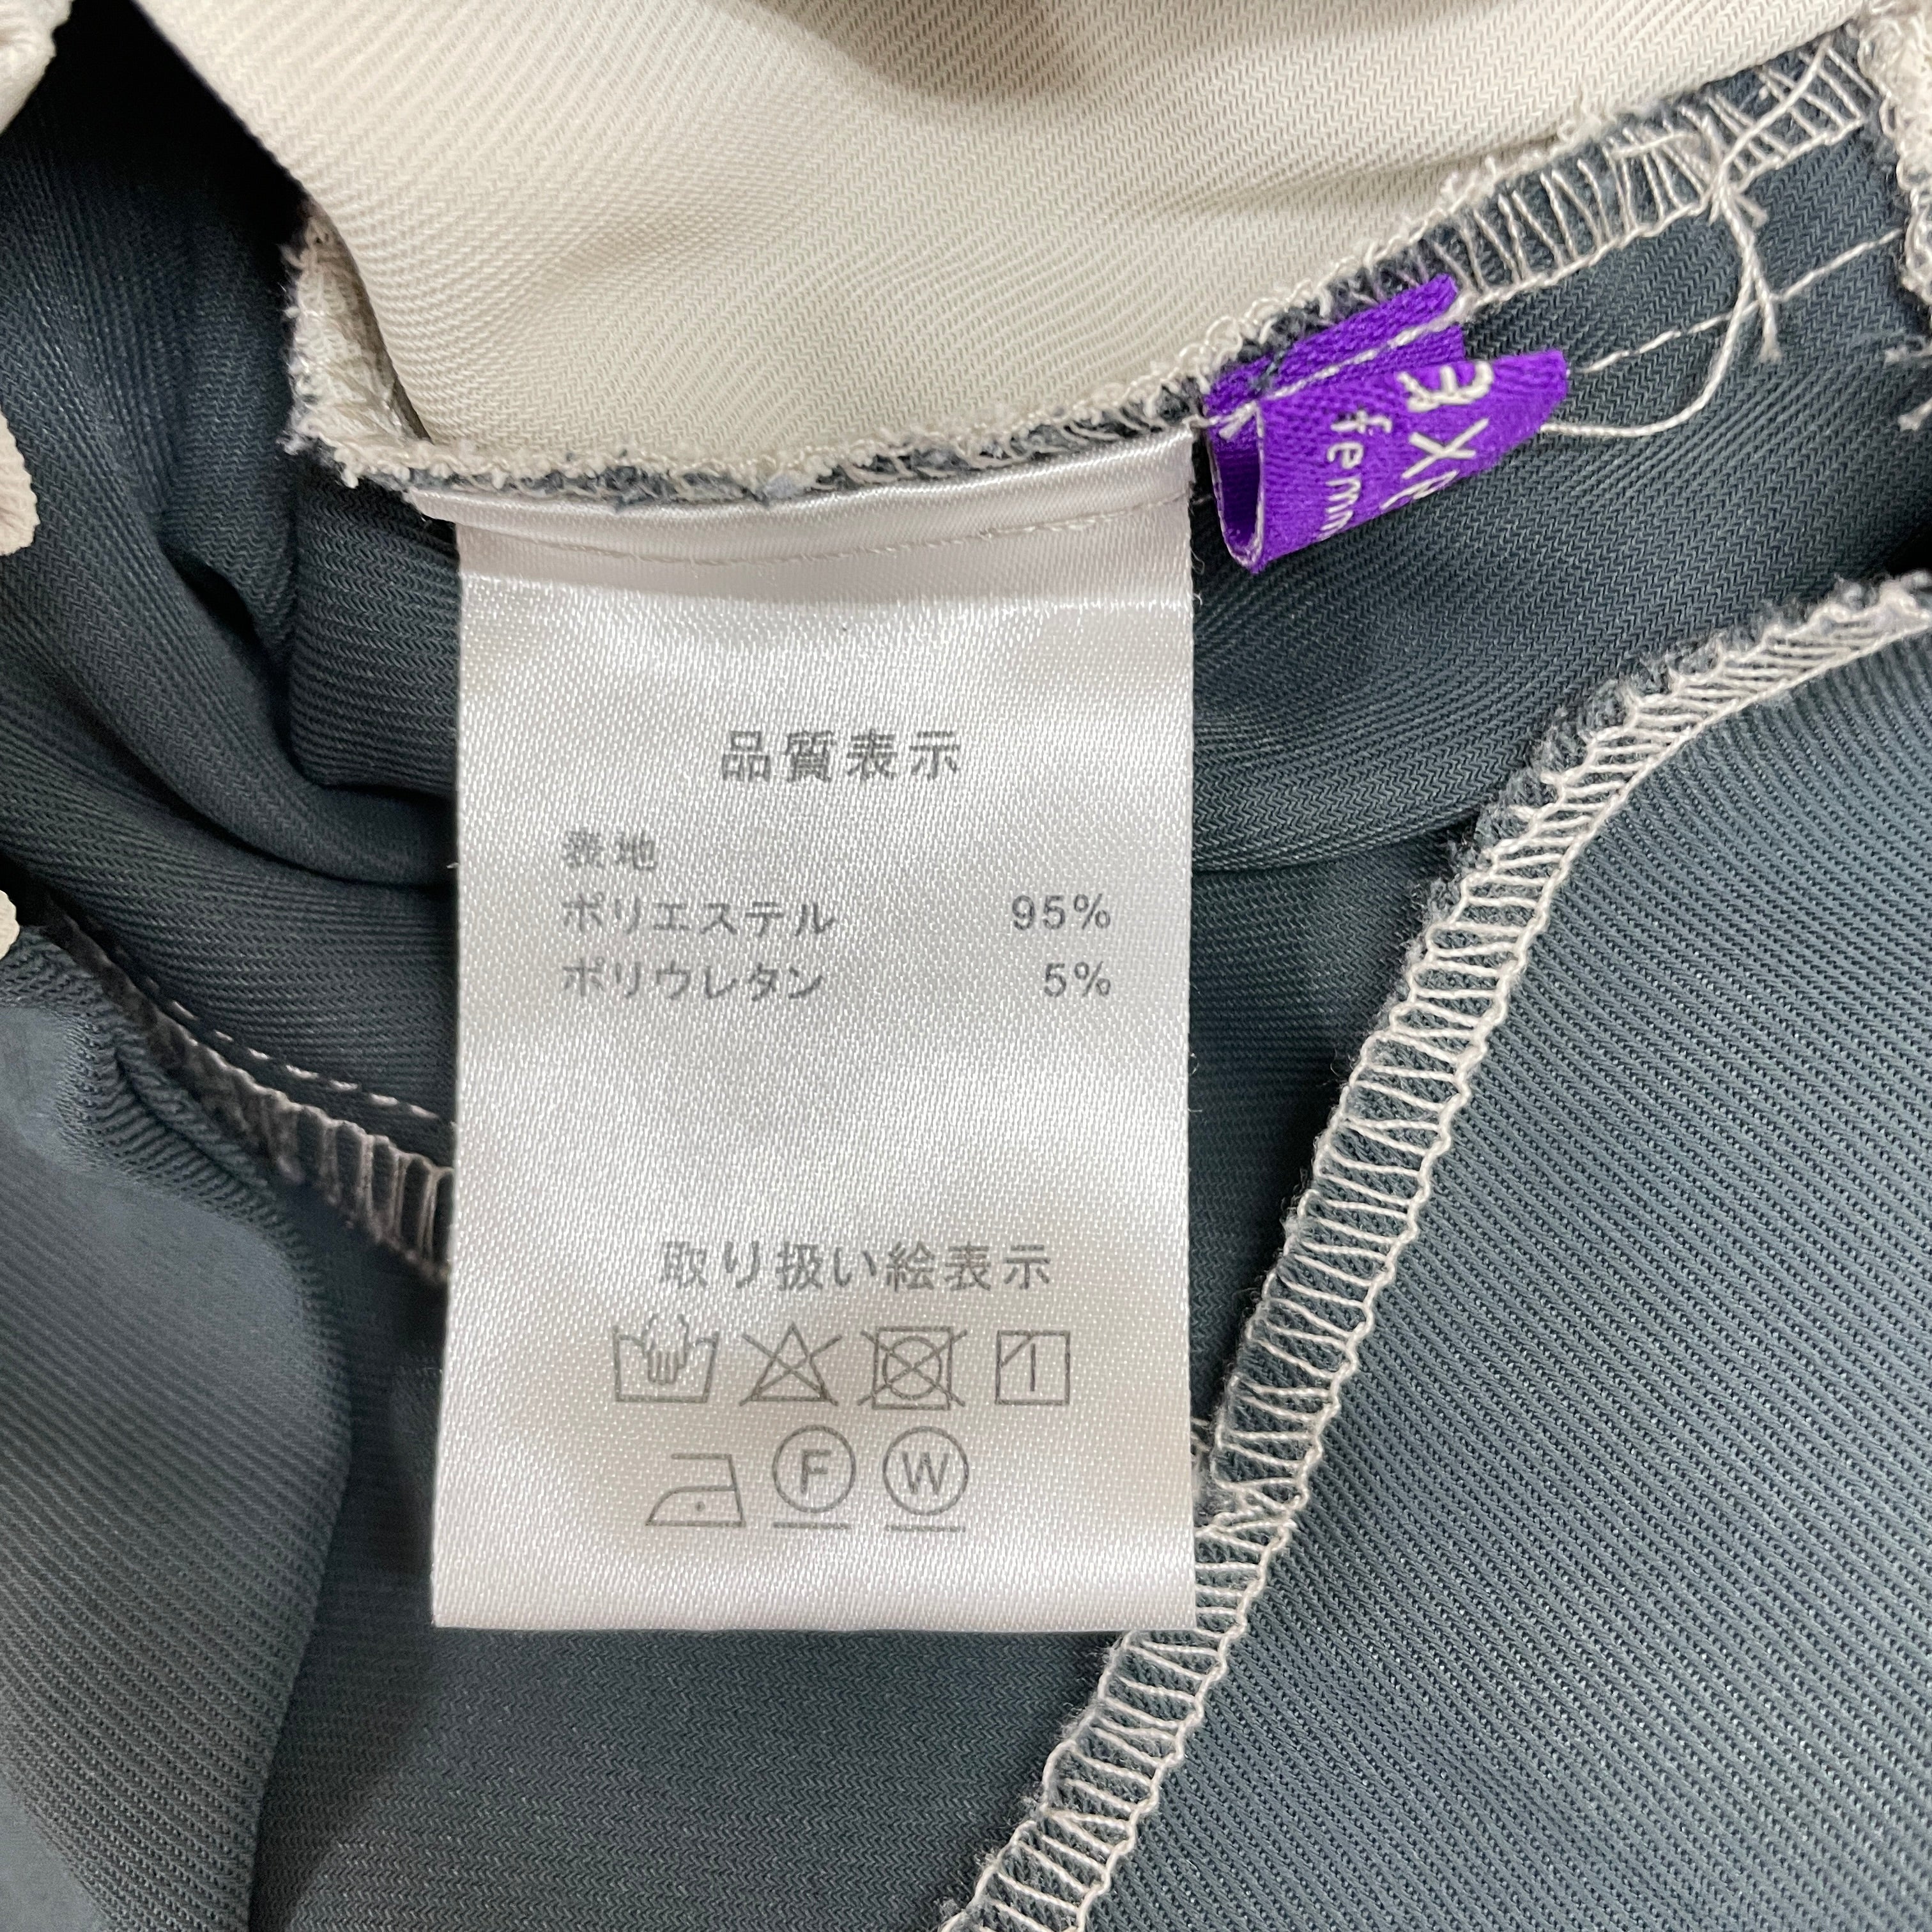 品質表示
表地
ポリエステル 95%
ポリウレタン 5%
取り扱い絵表示
F W